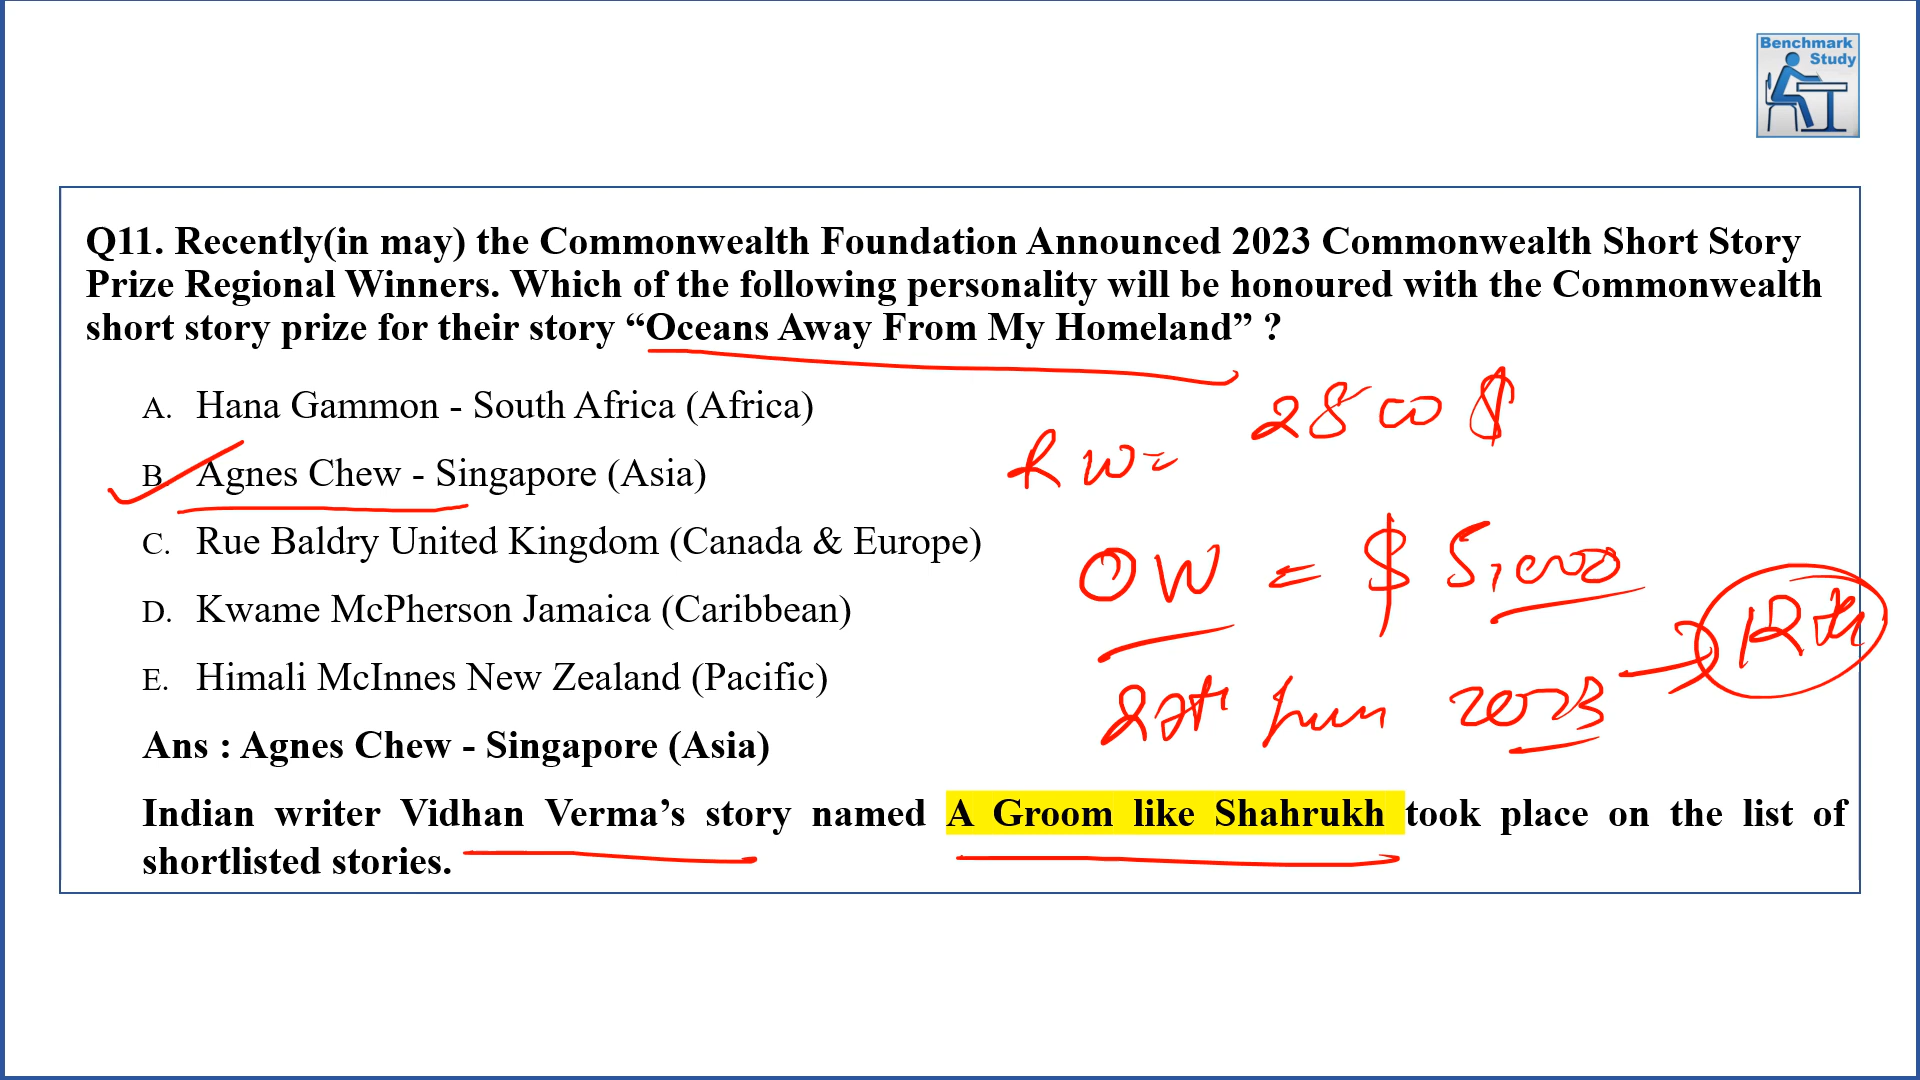 Benchmark
Study
Q11. Recently(in may) the Commonwealth Foundation Announced 2023 Commonwealth Short Story
Prize Regional Winners. Which of the following personality will be honoured with the Commonwealth
short story prize for their story “Oceans Away From My Homeland” ?
A. Hana Gammon - South Africa (Africa)
2800 $
B. Agnes Chew - Singapore (Asia)
RW=
C. Rue Baldry United Kingdom (Canada & Europe)
OW = $ 5,000
D. Kwame McPherson Jamaica (Caribbean)
12th
E. Himali McInnes New Zealand (Pacific)
2023
Ans : Agnes Chew - Singapore (Asia)
Indian writer Vidhan Verma’s story named A Groom like Shahrukh took place on the list of
shortlisted stories.